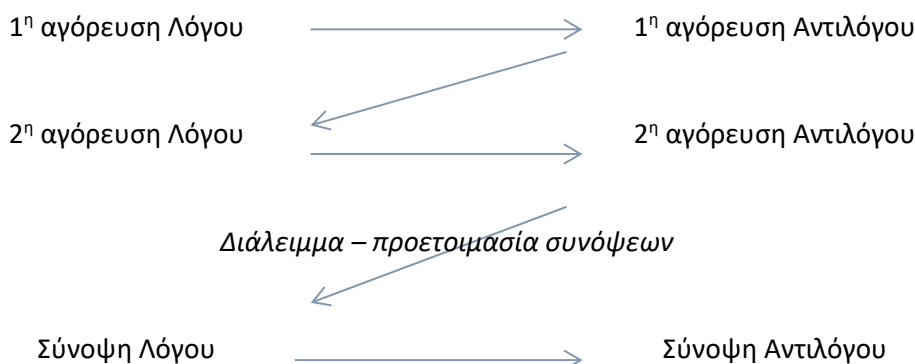 1η αγόρευση Λόγου 1η αγόρευση Αντιλόγου
2η αγόρευση Λόγου 2η αγόρευση Αντιλόγου
Διάλειμμα – προετοιμασία συνόψεων
Σύνοψη Λόγου Σύνοψη Αντιλόγου